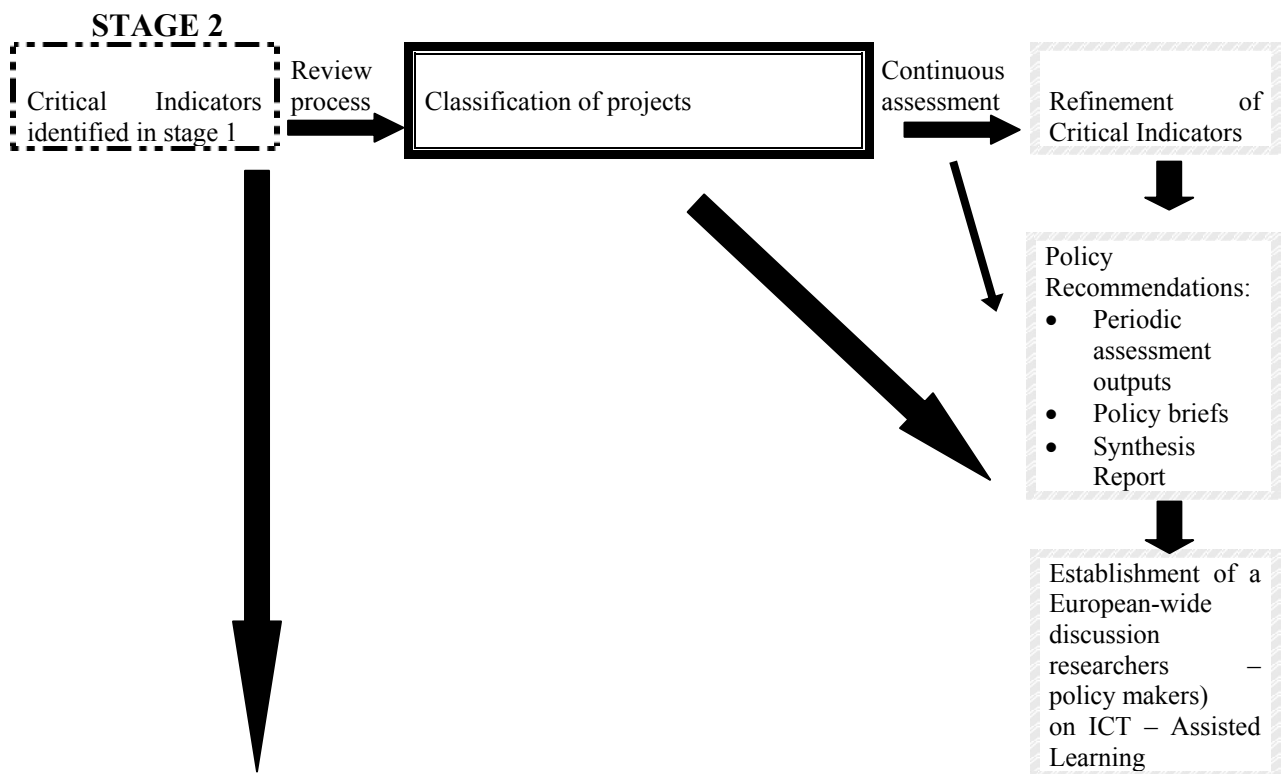 STAGE 2
Critical Indicators
identified in stage 1
Review
process
Classification of projects
Continuous
assessment
Refinement of
Critical Indicators
Policy
Recommendations:
• Periodic
assessment
outputs
• Policy briefs
• Synthesis
Report
Establishment of a
European-wide
discussion
researchers –
policy makers)
on ICT – Assisted
Learning